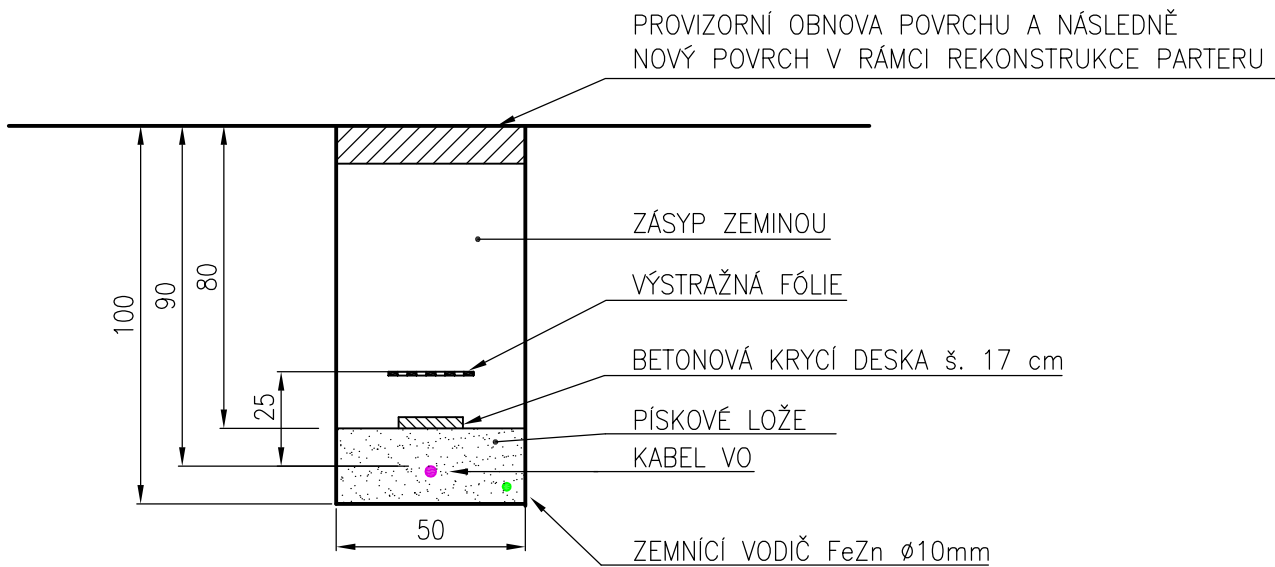 PROVIZORNÍ OBNOVA POVRCHU A NÁSLEDNĚ
NOVÝ POVRCH V RÁMCI REKONSTRUKCE PARTERU
ZÁSYP ZEMINOU
VÝSTRAŽNÁ FÓLIE
BETONOVÁ KRYCÍ DESKA š. 17 cm
PÍSKOVÉ LOŽE
KABEL VO
ZEMNÍCÍ VODIČ FeZn Ø10mm
100
90
80
25
50